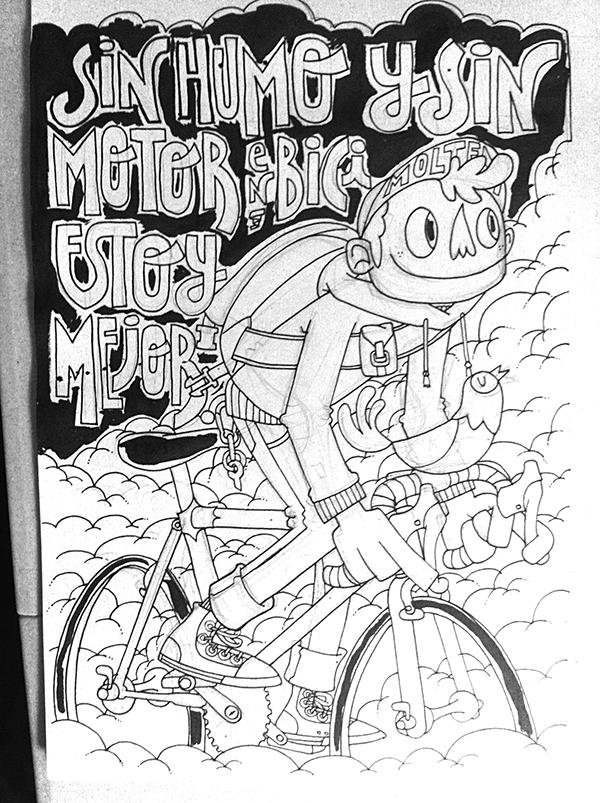 SIN HUMO Y SIN
MOTOR EN BICI
ESTOY
MEJOR!
MOLTE